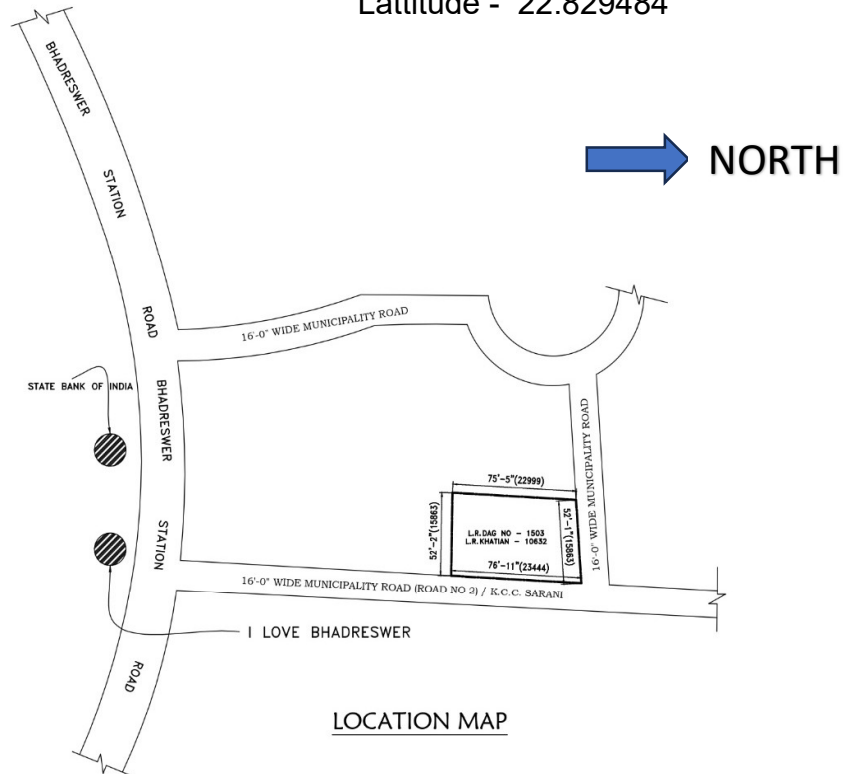 Lattitude - 22.829484
NORTH
BHADRESWER
STATION
ROAD
16'-0" WIDE MUNICIPALITY ROAD
STATE BANK OF INDIA
BHADRESWER
STATION
ROAD
16'-0" WIDE MUNICIPALITY ROAD
75'-5"(22999)
52'-2"(15863)
L.R.DAG NO - 1503
L.R.KHATIAN - 10632
52'-1"(15863)
76'-11"(23444)
16'-0" WIDE MUNICIPALITY ROAD (ROAD NO 2) / K.C.C. SARANI
I LOVE BHADRESWER
LOCATION MAP